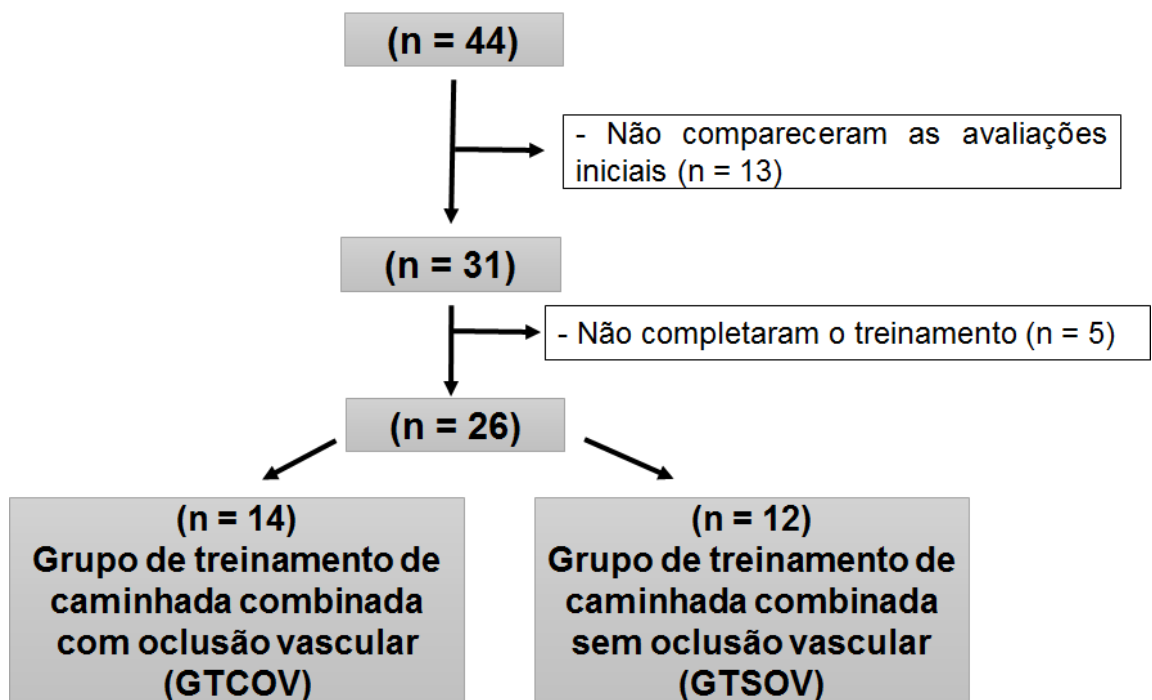 (n = 44)
- Não compareceram as avaliações
iniciais (n = 13)
(n = 31)
- Não completaram o treinamento (n = 5)
(n = 26)
(n = 14)
Grupo de treinamento de
caminhada combinada
com oclusão vascular
(GTCOV)
(n = 12)
Grupo de treinamento de
caminhada combinada
sem oclusão vascular
(GTSOV)